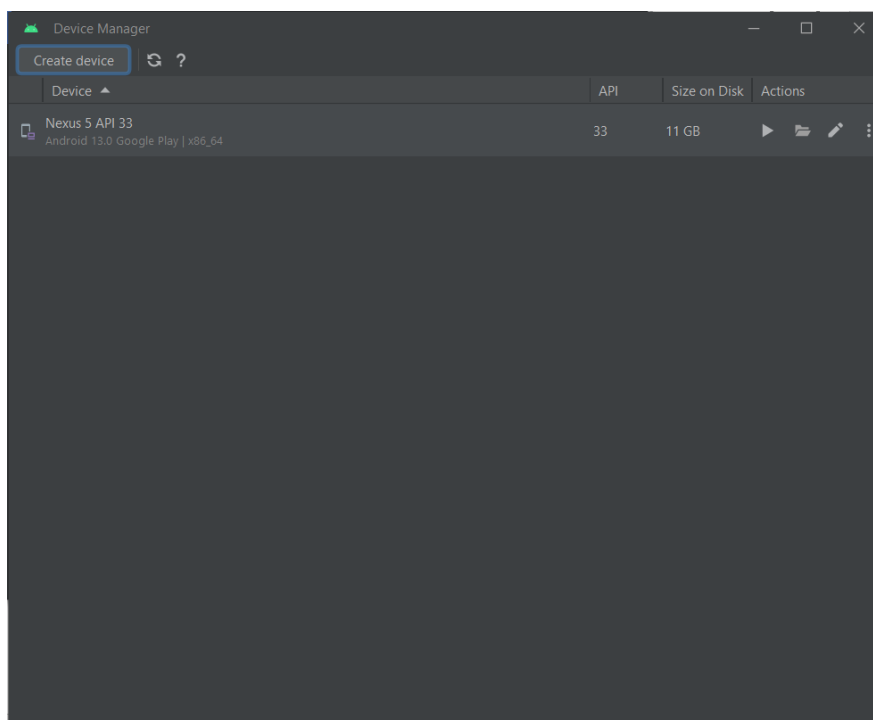 Device Manager
Create device ?
Device API Size on Disk Actions
Nexus 5 API 33 33 11 GB
Android 13.0 Google Play | x86_64